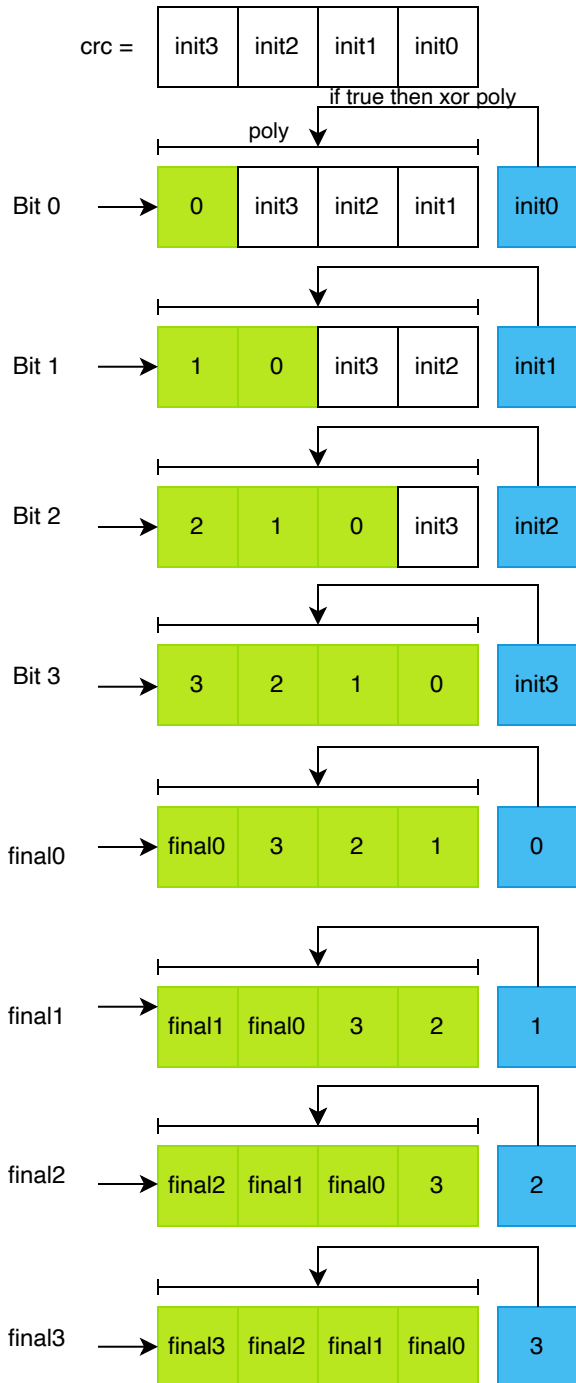 crc = init3 init2 init1 init0
if true then xor poly
poly
Bit 0 0 init3 init2 init1 init0
Bit 1 1 0 init3 init2 init1
Bit 2 2 1 0 init3 init2
Bit 3 3 2 1 0 init3
final0 final0 3 2 1 0
final1 final1 final0 3 2 1
final2 final2 final1 final0 3 2
final3 final3 final2 final1 final0 3